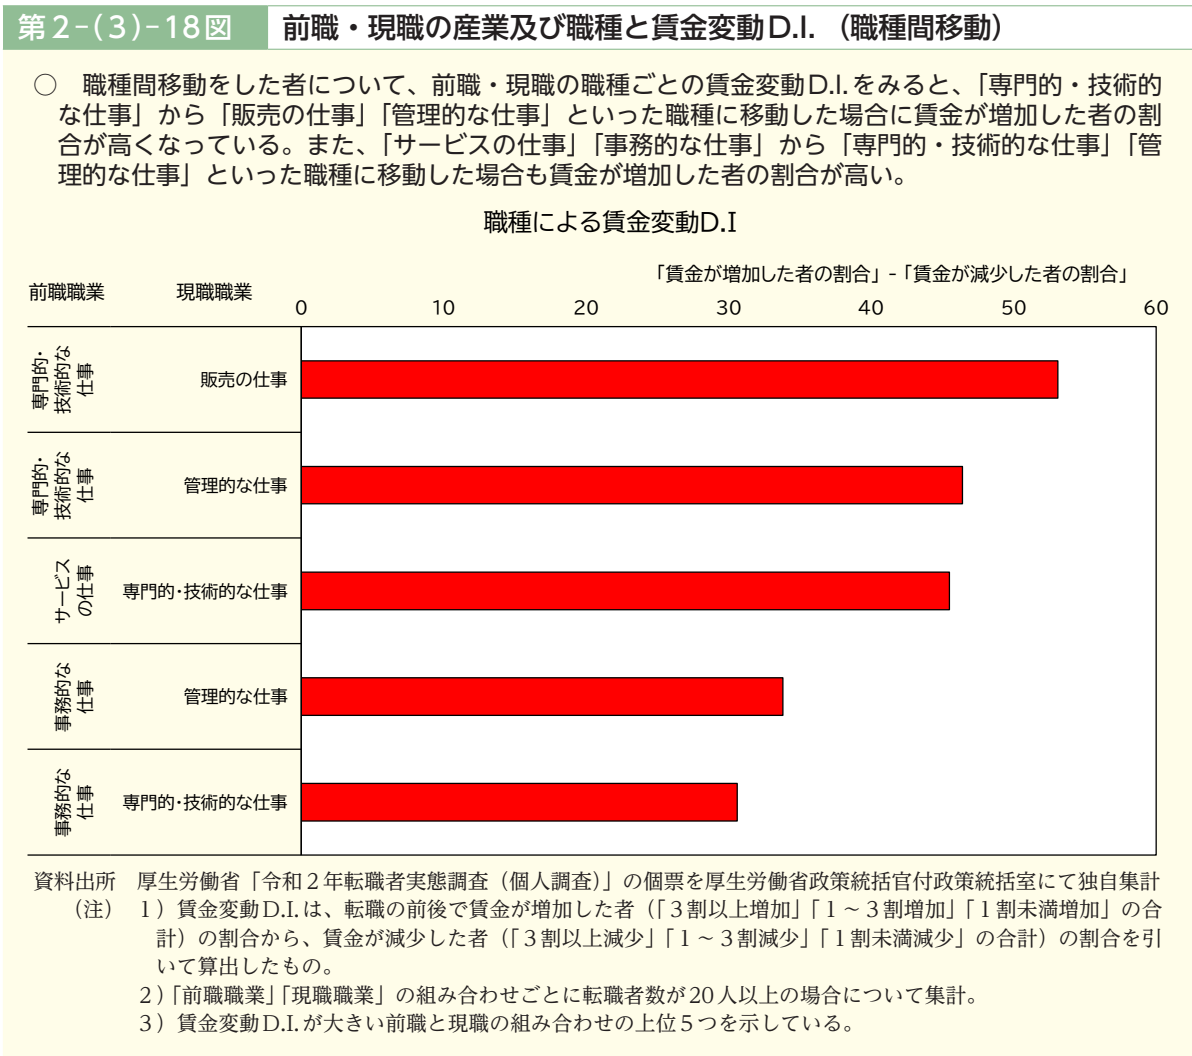 第2-(3)-18図 前職・現職の産業及び職種と賃金変動D.I.（職種間移動）
○ 職種間移動をした者について、前職・現職の職種ごとの賃金変動D.I.をみると、「専門的・技術的
な仕事」から「販売の仕事」「管理的な仕事」といった職種に移動した場合に賃金が増加した者の割
合が高くなっている。また、「サービスの仕事」「事務的な仕事」から「専門的・技術的な仕事」「管
理的な仕事」といった職種に移動した場合も賃金が増加した者の割合が高い。
職種による賃金変動D.I
「賃金が増加した者の割合」-「賃金が減少した者の割合」
前職職業 現職職業
0 10 20 30 40 50 60
専門的・
技術的な
仕事
販売の仕事
専門的・
技術的な
仕事
管理的な仕事
サービス
の仕事
専門的・技術的な仕事
事務的な
仕事
管理的な仕事
事務的な
仕事
専門的・技術的な仕事
資料出所 厚生労働省「令和2年転職者実態調査（個人調査）」の個票を厚生労働省政策統括官付政策統括室にて独自集計
（注） 1）賃金変動D.I.は、転職の前後で賃金が増加した者（「3割以上増加」「1～3割増加」「1割未満増加」の合
計）の割合から、賃金が減少した者（「3割以上減少」「1～3割減少」「1割未満減少」の合計）の割合を引
いて算出したもの。
2）「前職職業」「現職職業」の組み合わせごとに転職者数が20人以上の場合について集計。
3）賃金変動D.I.が大きい前職と現職の組み合わせの上位5つを示している。